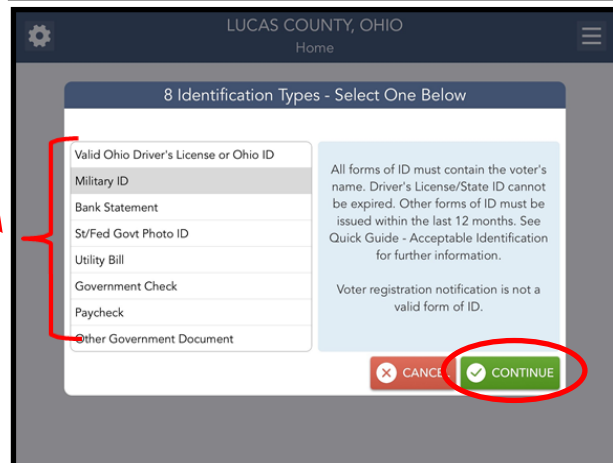 LUCAS COUNTY, OHIO
Home
8 Identification Types - Select One Below
Valid Ohio Driver's License or Ohio ID
Military ID
Bank Statement
St/Fed Govt Photo ID
Utility Bill
Government Check
Paycheck
Other Government Document
All forms of ID must contain the voter's
name. Driver's License/State ID cannot
be expired. Other forms of ID must be
issued within the last 12 months. See
Quick Guide - Acceptable Identification
for further information.
Voter registration notification is not a
valid form of ID.
CANCEL
CONTINUE